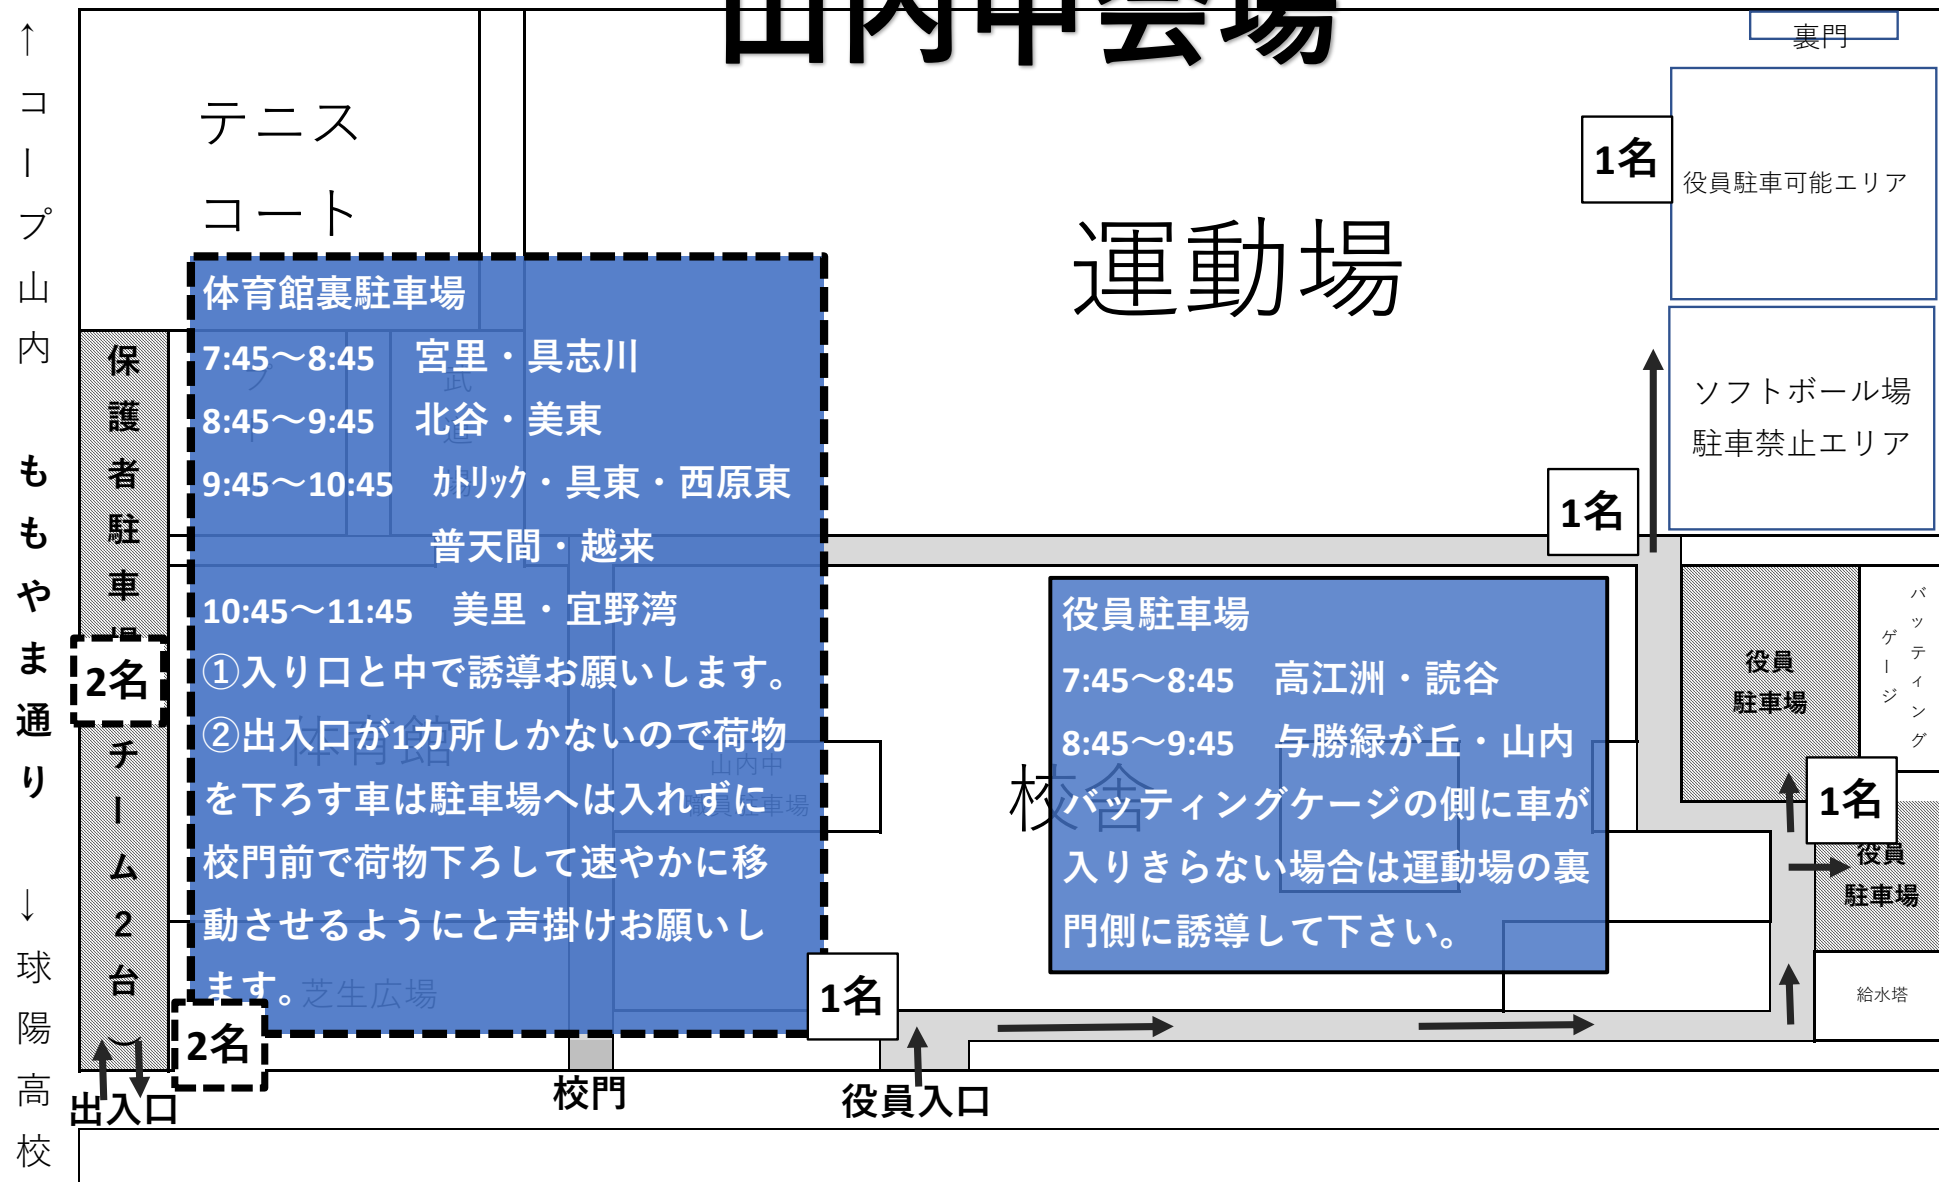 山内中会場
裏門
↑コープ山内　ももやま通り　↓球陽高校
テニス
コート
1名
役員駐車可能エリア
運動場
ソフトボール場
駐車禁止エリア
1名
保護者駐車場
チーム2台）
2名
体育館裏駐車場
7:45～8:45　宮里・具志川
8:45～9:45　北谷・美東
9:45～10:45　ｶﾄﾘｯｸ・具東・西原東
普天間・越来
10:45～11:45　美里・宜野湾
①入り口と中で誘導お願いします。
②出入口が1カ所しかないので荷物
を下ろす車は駐車場へは入れずに
校門前で荷物下ろして速やかに移
動させるようにと声掛けお願いし
ます。
武道場
体育館
山内中
職員駐車場
芝生広場
校舎
役員駐車場
7:45～8:45　高江洲・読谷
8:45～9:45　与勝緑が丘・山内
バッティングケージの側に車が
入りきらない場合は運動場の裏
門側に誘導して下さい。
役員
駐車場
バッティング
ゲージ
1名
役員
駐車場
給水塔
1名
2名
出入口
校門
役員入口